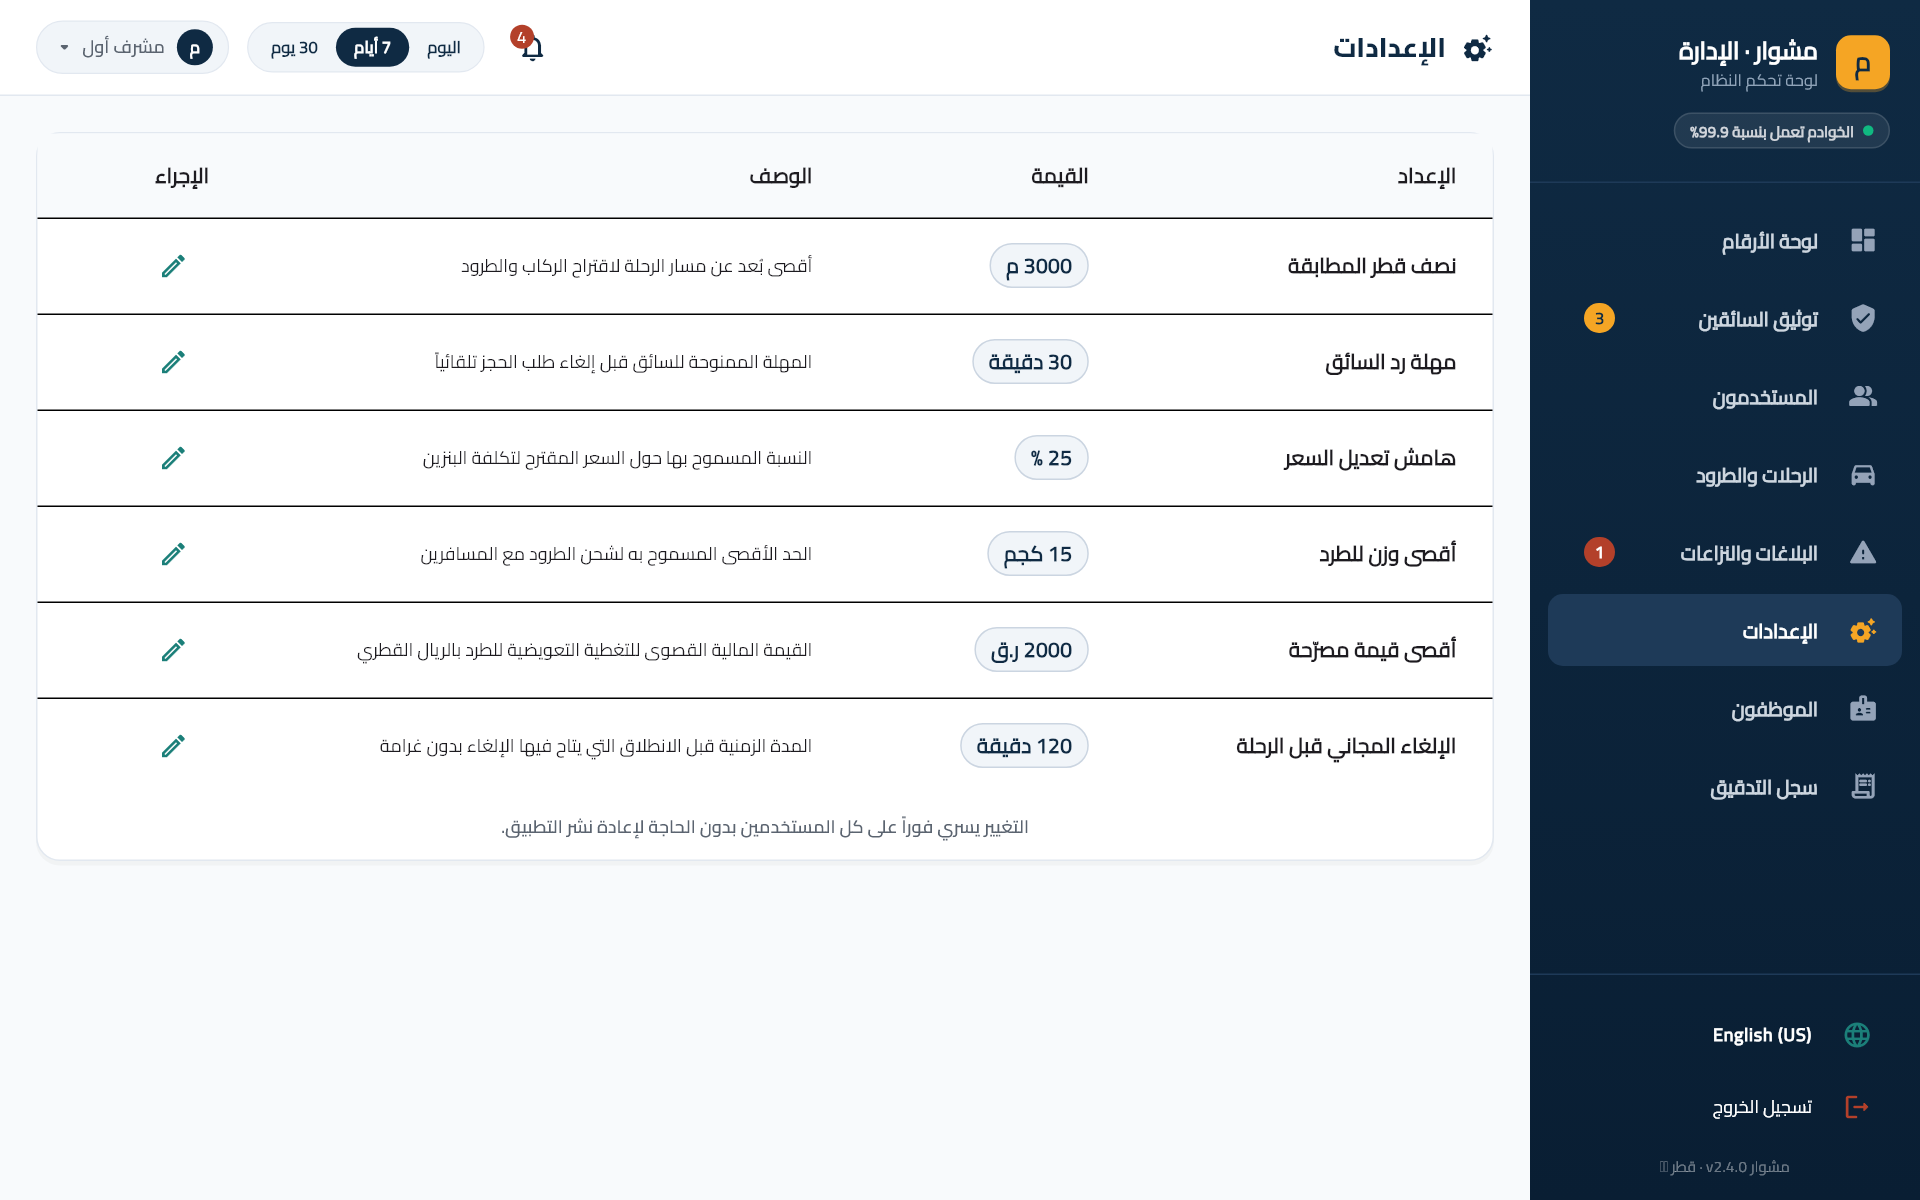 مشوار · الإدارة
لوحة تحكم النظام
الخوادم تعمل بنسبة 99.9%
لوحة الأرقام
توثيق السائقين 3
المستخدمون
الرحلات والطرود
البلاغات والنزاعات 1
الإعدادات
الموظفون
سجل التدقيق
English (US)
تسجيل الخروج
مشوار v2.4.0 · قطر
الإعدادات
4
اليوم 7 أيام 30 يوم
م مشرف أول
الإعداد القيمة الوصف الإجراء
نصف قطر المطابقة 3000 م أقصى بُعد عن مسار الرحلة لاقتراح الركاب والطرود
مهلة رد السائق 30 دقيقة المهلة الممنوحة للسائق قبل إلغاء طلب الحجز تلقائياً
هامش تعديل السعر 25 % النسبة المسموح بها حول السعر المقترح لتكلفة البنزين
أقصى وزن للطرد 15 كجم الحد الأقصى المسموح به لشحن الطرود مع المسافرين
أقصى قيمة مصرّحة 2000 ر.ق القيمة المالية القصوى للتغطية التعويضية للطرد بالريال القطري
الإلغاء المجاني قبل الرحلة 120 دقيقة المدة الزمنية قبل الانطلاق التي يتاح فيها الإلغاء بدون غرامة
التغيير يسري فوراً على كل المستخدمين بدون الحاجة لإعادة نشر التطبيق.
م